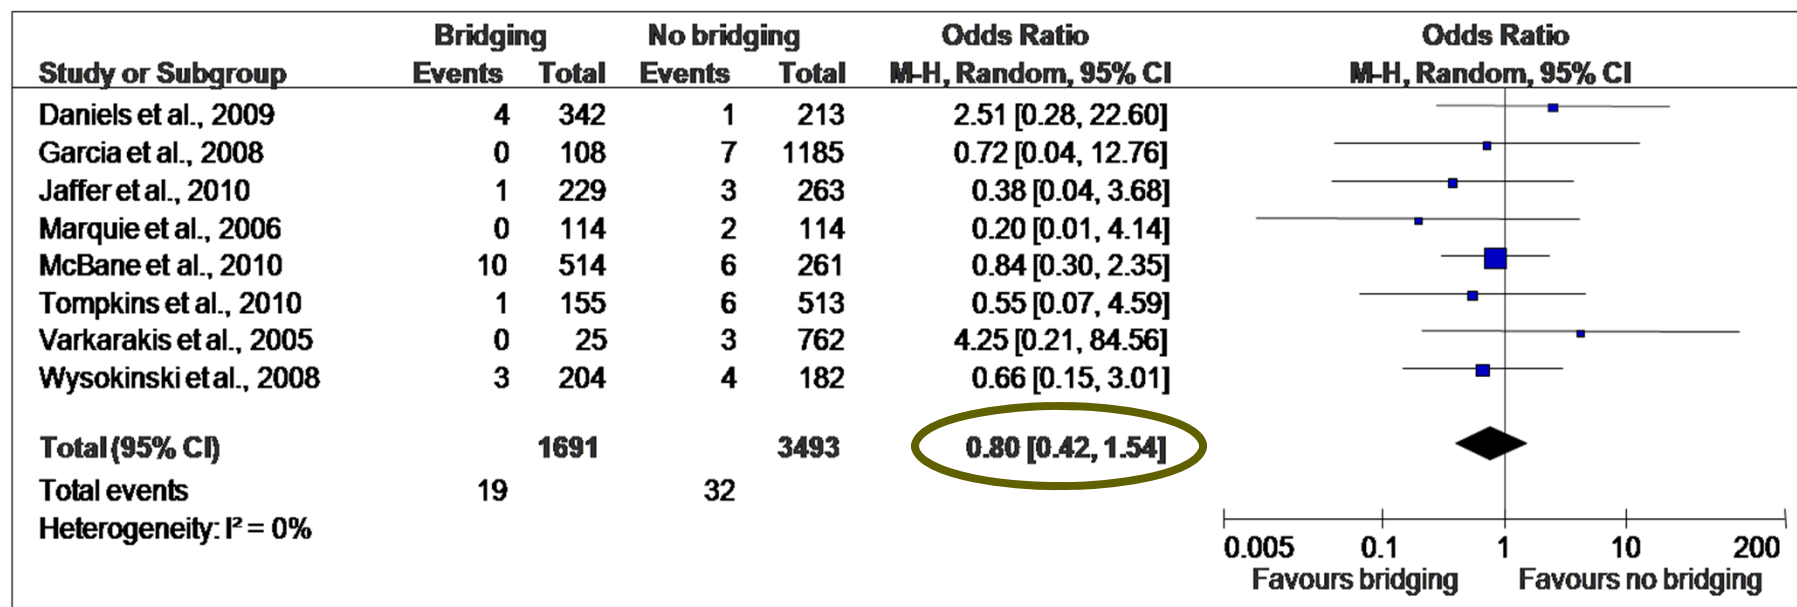 Bridging No bridging Odds Ratio Odds Ratio
Study or Subgroup Events Total Events Total M-H, Random, 95% CI M-H, Random, 95% CI
Daniels et al., 2009 4 342 1 213 2.51 [0.28, 22.60]
Garcia et al., 2008 0 108 7 1185 0.72 [0.04, 12.76]
Jaffer et al., 2010 1 229 3 263 0.38 [0.04, 3.68]
Marquie et al., 2006 0 114 2 114 0.20 [0.01, 4.14]
McBane et al., 2010 10 514 6 261 0.84 [0.30, 2.35]
Tompkins et al., 2010 1 155 6 513 0.55 [0.07, 4.59]
Varkarakis et al., 2005 0 25 3 762 4.25 [0.21, 84.56]
Wysokinski et al., 2008 3 204 4 182 0.66 [0.15, 3.01]
Total (95% CI) 1691 3493 0.80 [0.42, 1.54]
Total events 19 32
Heterogeneity: I² = 0%
0.005 0.1 1 10 200
Favours bridging Favours no bridging